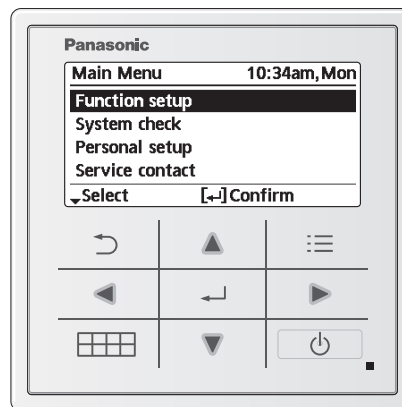 Panasonic
Main Menu 10:34am,Mon
Function setup
System check
Personal setup
Service contact
Select [↵] Confirm